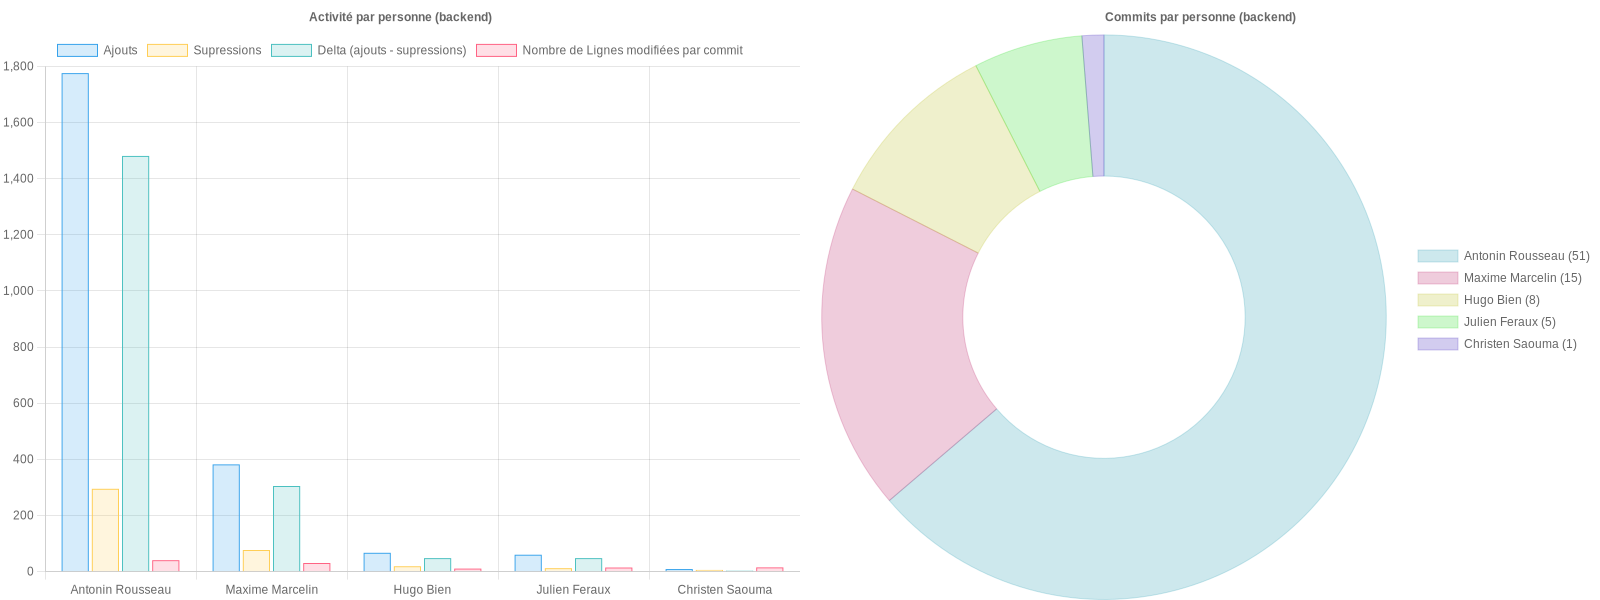 Activité par personne (backend)
Ajouts
Supressions
Delta (ajouts - supressions)
Nombre de Lignes modifiées par commit
1,800
1,600
1,400
1,200
1,000
800
600
400
200
0
Antonin Rousseau
Maxime Marcelin
Hugo Bien
Julien Feraux
Christen Saouma
Commits par personne (backend)
Antonin Rousseau (51)
Maxime Marcelin (15)
Hugo Bien (8)
Julien Feraux (5)
Christen Saouma (1)